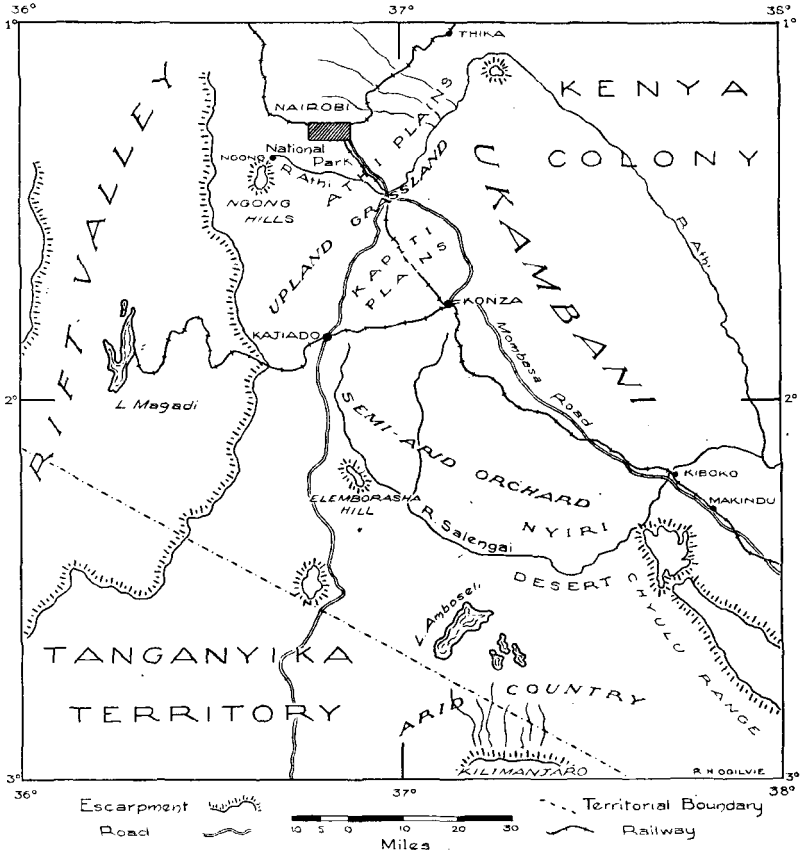 36°
37°
38°
1°
THIKA
KENYA
COLONY
NAIROBI
National
Park
NGONG
R. Athi
ATHI PLAINS
NGONG
HILLS
RIFT VALLEY
UPLAND GRASSLAND
UKAMBANI
R. Athi
KAPITI
PLAINS
KONZA
KAJIADO
Mombasa Road
L. Magadi
2°
2°
SEMI-ARID ORCHARD
KIBOKO
MAKINDU
ELEMBORASHA
HILL
R. Salengai
NYIRI
DESERT
CHYULU RANGE
L. Amboseli
TANGANYIKA
TERRITORY
ARID COUNTRY
KILIMANJARO
R H OGILVIE
3°
3°
36°
37°
38°
Escarpment
Territorial Boundary
Road
10 5 0 10 20 30
Railway
Miles